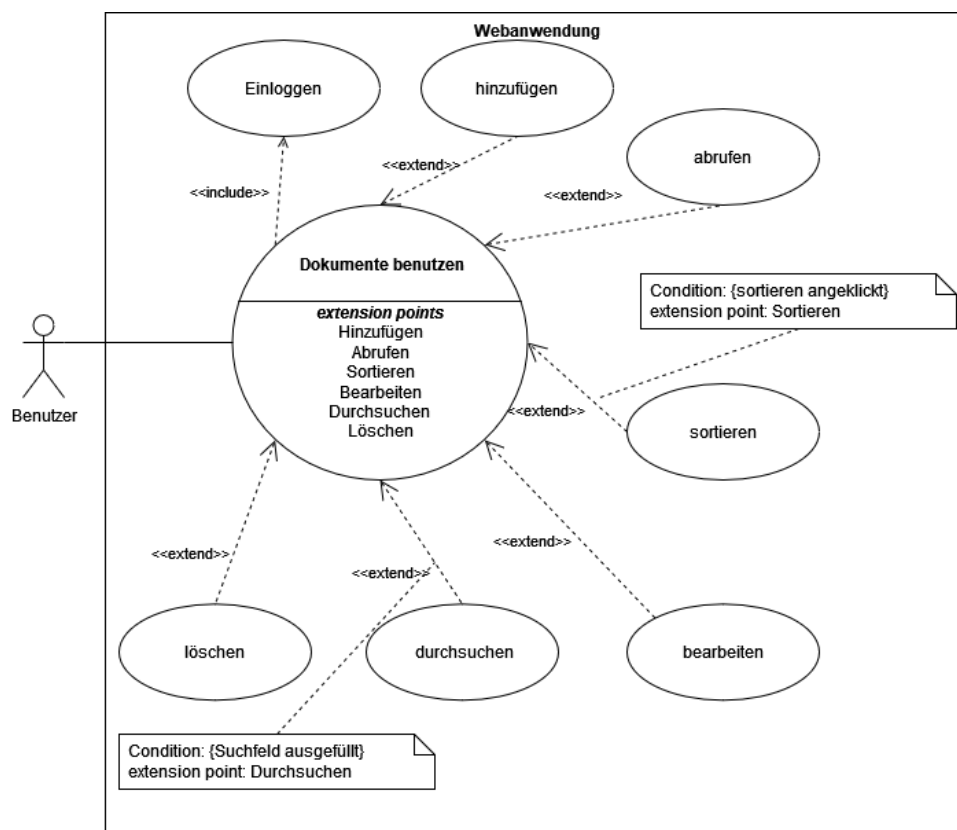 Webanwendung
Einloggen
hinzufügen
abrufen
<<extend>>
<<include>>
<<extend>>
Dokumente benutzen
extension points
Hinzufügen
Abrufen
Sortieren
Bearbeiten
Durchsuchen
Löschen
Condition: {sortieren angeklickt}
extension point: Sortieren
Benutzer
<<extend>>
sortieren
<<extend>>
<<extend>>
<<extend>>
löschen
durchsuchen
bearbeiten
Condition: {Suchfeld ausgefüllt}
extension point: Durchsuchen